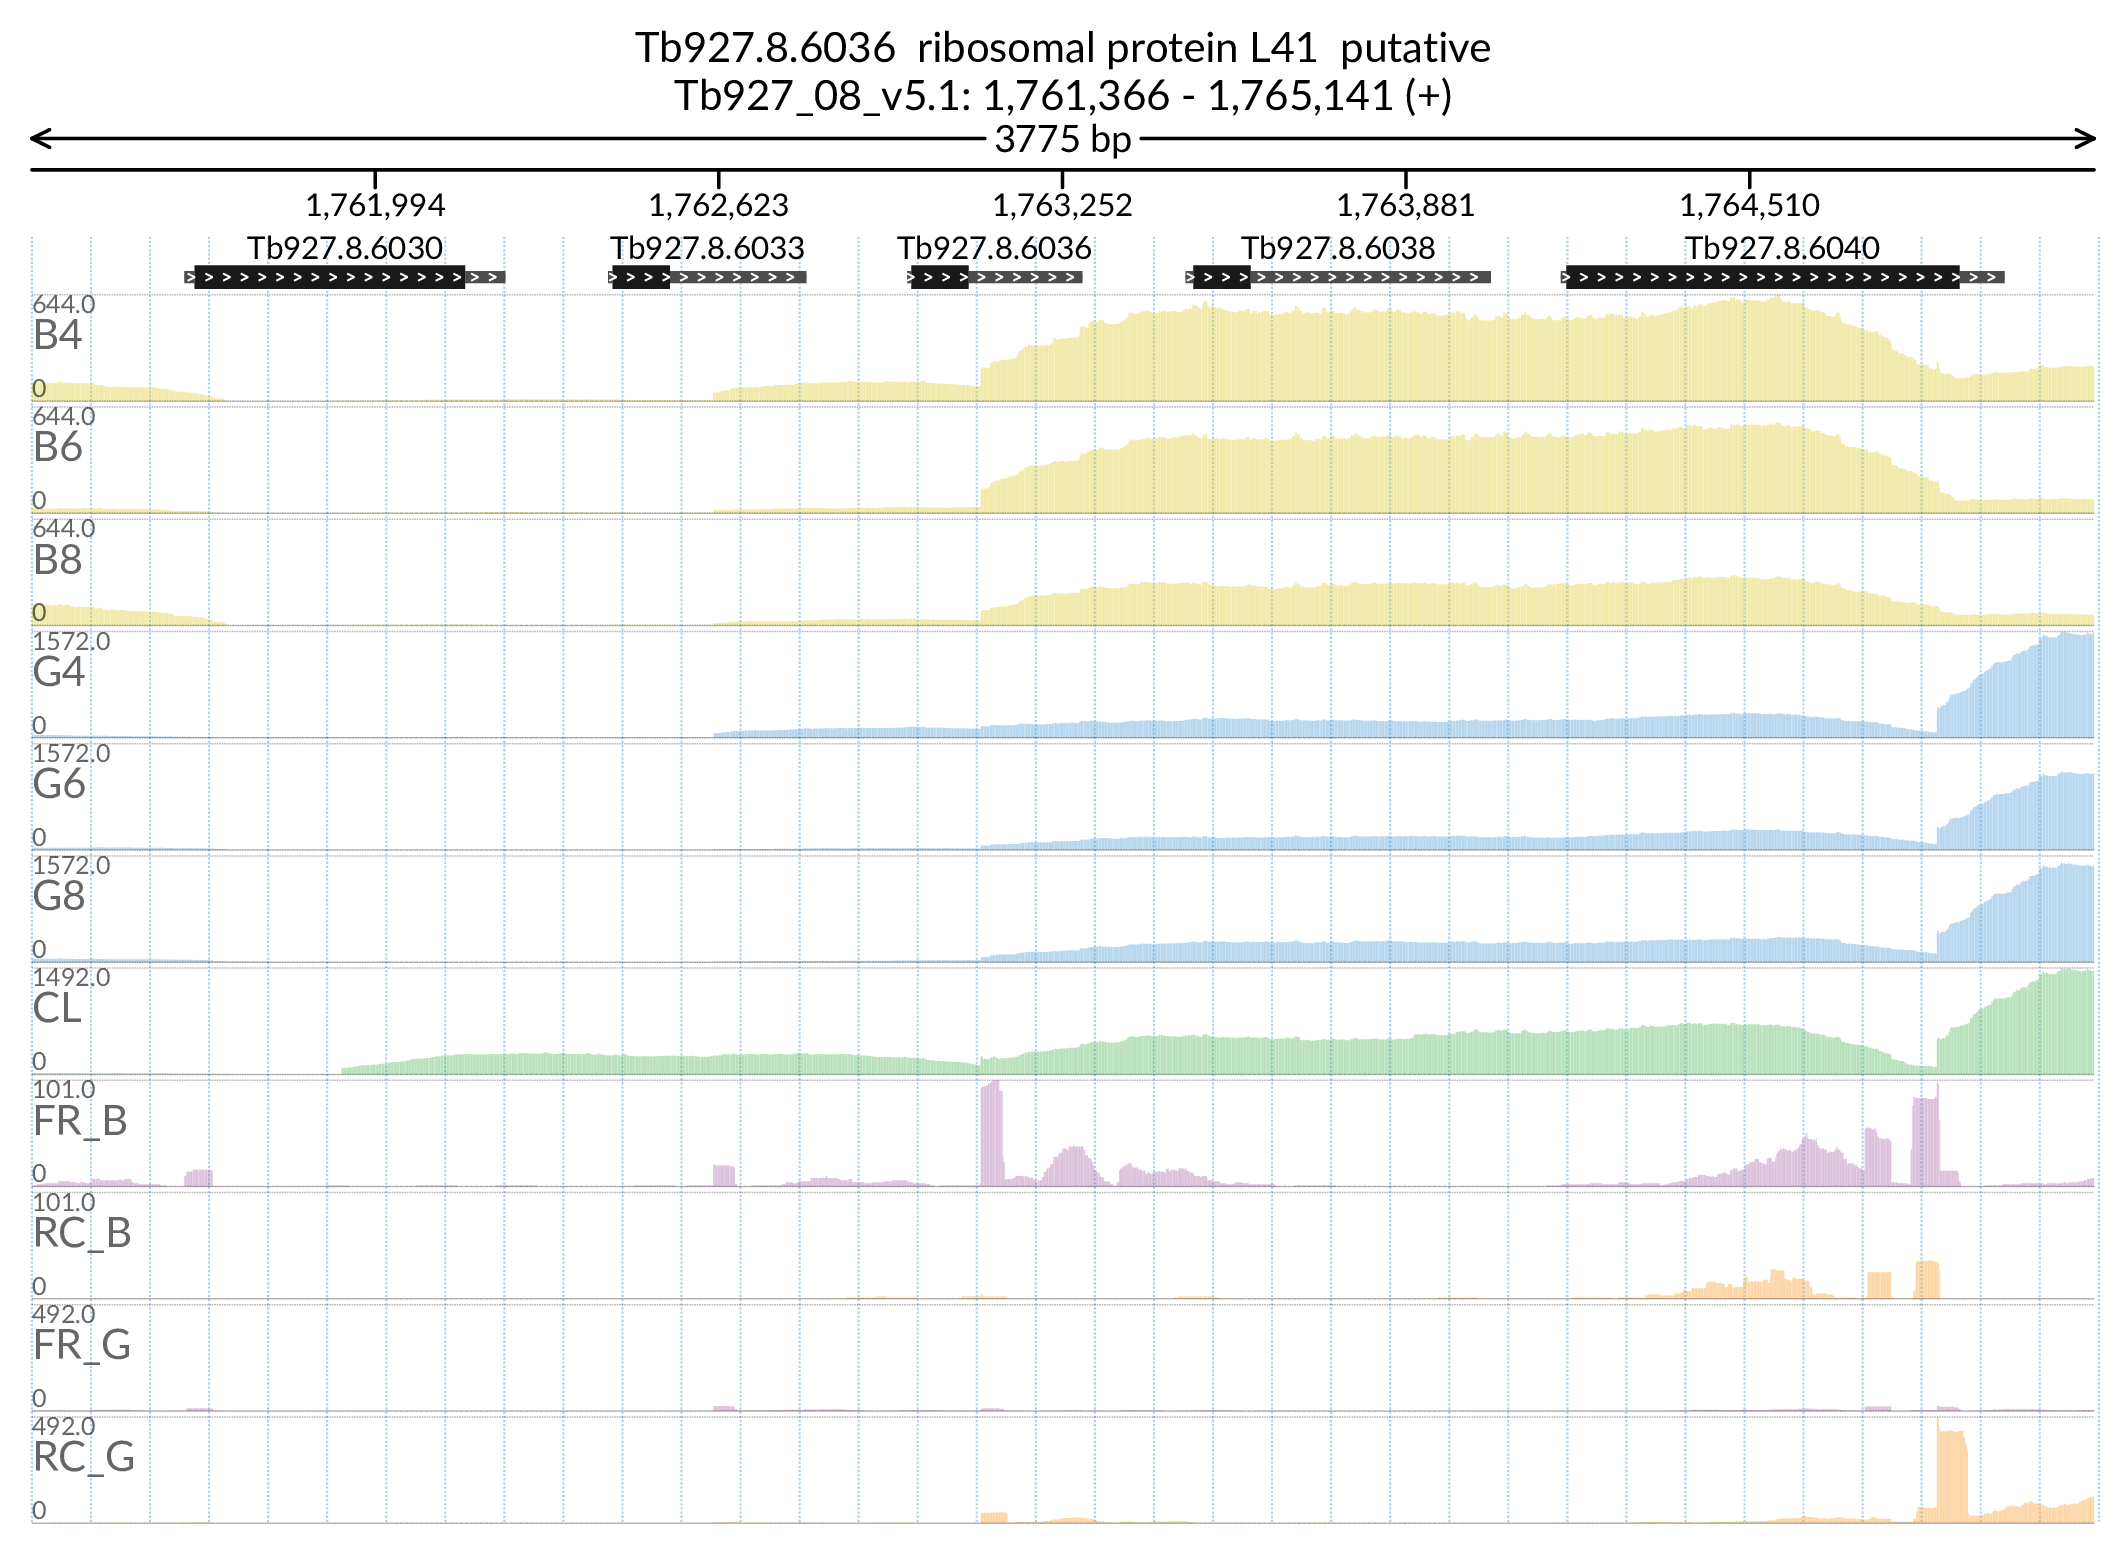 Tb927.8.6036 ribosomal protein L41 putative
Tb927_08_v5.1: 1,761,366 - 1,765,141 (+)
3775 bp
1,761,994 1,762,623 1,763,252 1,763,881 1,764,510
Tb927.8.6030 Tb927.8.6033 Tb927.8.6036 Tb927.8.6038 Tb927.8.6040
644.0
B4
0
644.0
B6
0
644.0
B8
0
1572.0
G4
0
1572.0
G6
0
1572.0
G8
0
1492.0
CL
0
101.0
FR_B
0
101.0
RC_B
0
492.0
FR_G
0
492.0
RC_G
0